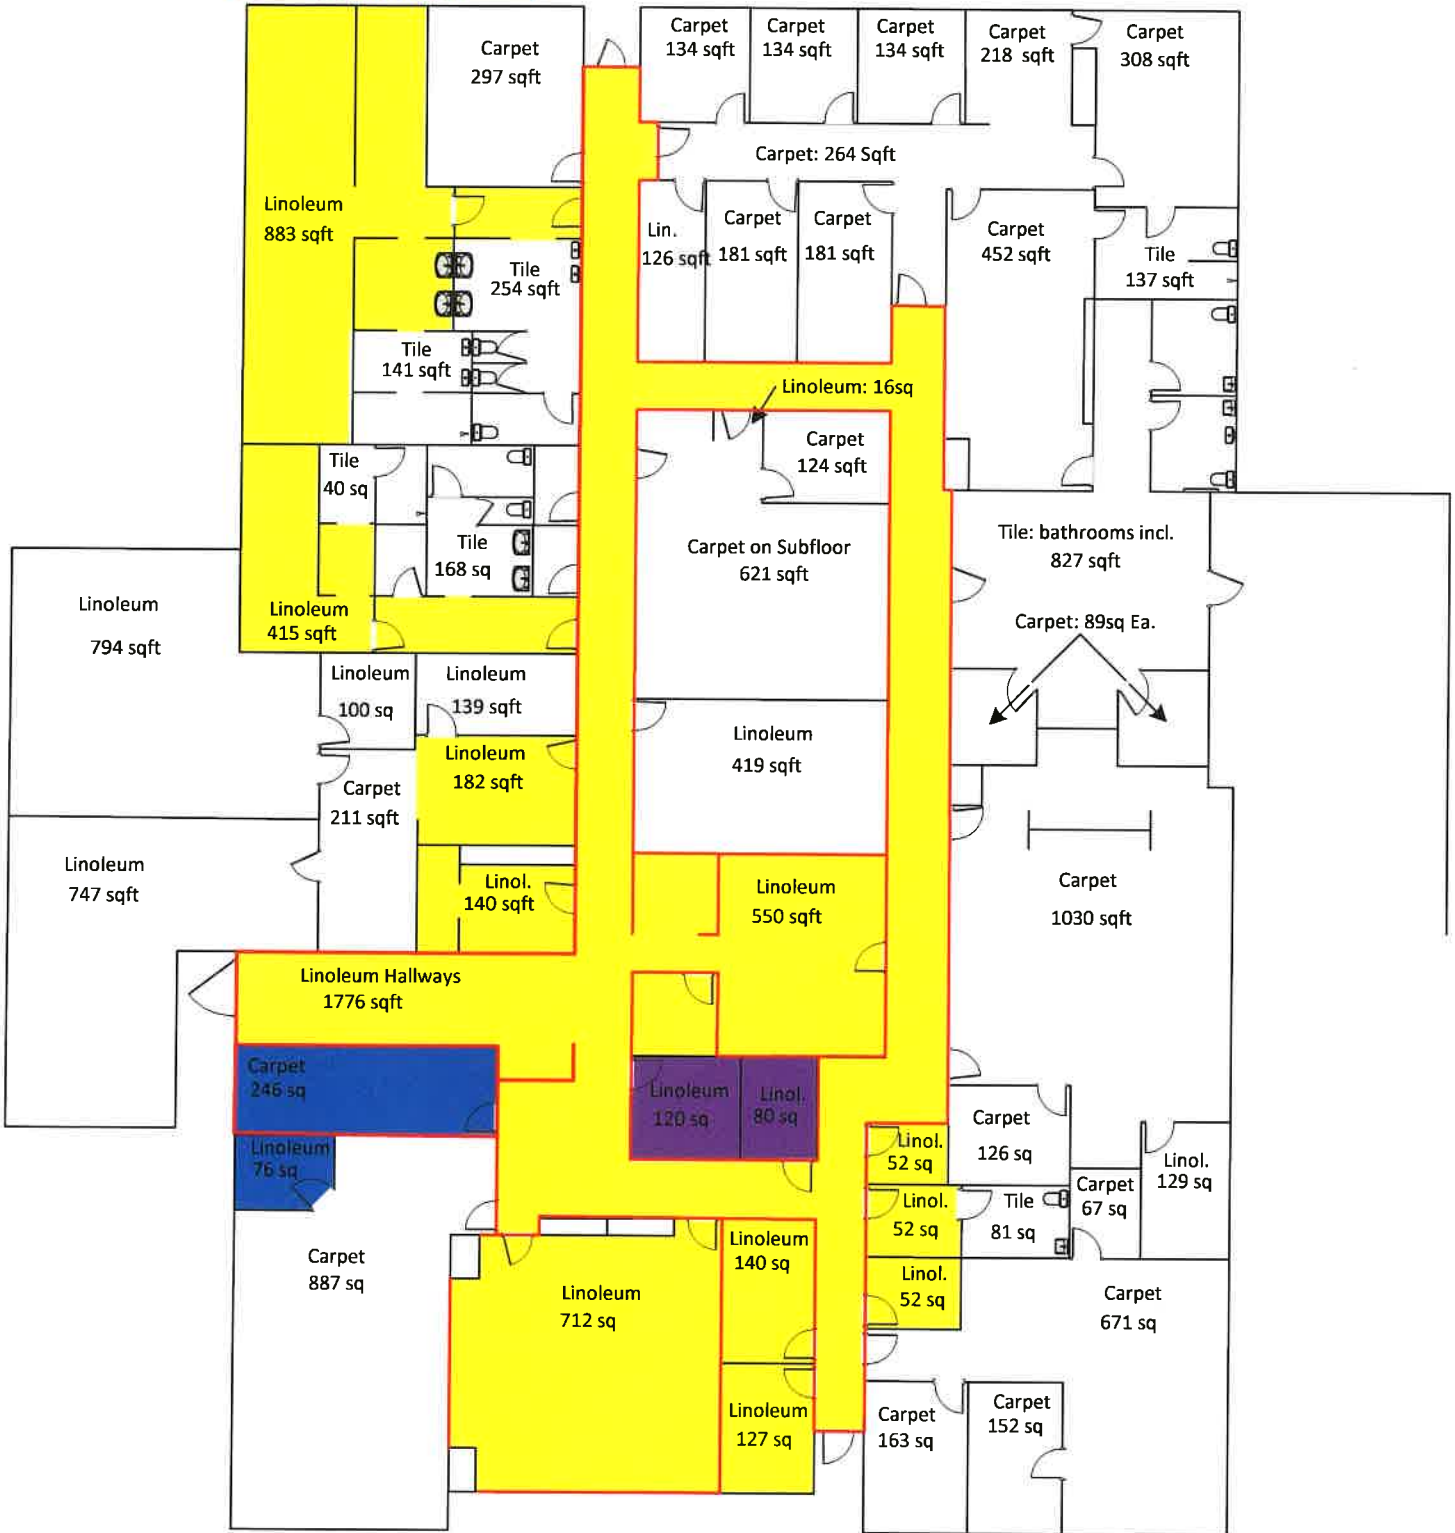 Carpet
297 sqft
Carpet
134 sqft
Carpet
134 sqft
Carpet
134 sqft
Carpet
218 sqft
Carpet
308 sqft
Carpet: 264 Sqft
Linoleum
883 sqft
Tile
254 sqft
Lin.
126 sqft
Carpet
181 sqft
Carpet
181 sqft
Carpet
452 sqft
Tile
137 sqft
Tile
141 sqft
Linoleum: 16sq
Carpet
124 sqft
Tile
40 sq
Tile
168 sq
Carpet on Subfloor
621 sqft
Tile: bathrooms incl.
827 sqft
Carpet: 89sq Ea.
Linoleum
794 sqft
Linoleum
415 sqft
Linoleum
100 sq
Linoleum
139 sqft
Linoleum
182 sqft
Linoleum
419 sqft
Carpet
211 sqft
Linoleum
747 sqft
Linol.
140 sqft
Linoleum
550 sqft
Carpet
1030 sqft
Linoleum Hallways
1776 sqft
Carpet
246 sq
Linoleum
120 sq
Linol.
80 sq
Linoleum
76 sq
Linol.
52 sq
Carpet
126 sq
Linol.
129 sq
Carpet
67 sq
Linol.
52 sq
Tile
81 sq
Carpet
887 sq
Linoleum
712 sq
Linoleum
140 sq
Linol.
52 sq
Carpet
671 sq
Linoleum
127 sq
Carpet
163 sq
Carpet
152 sq